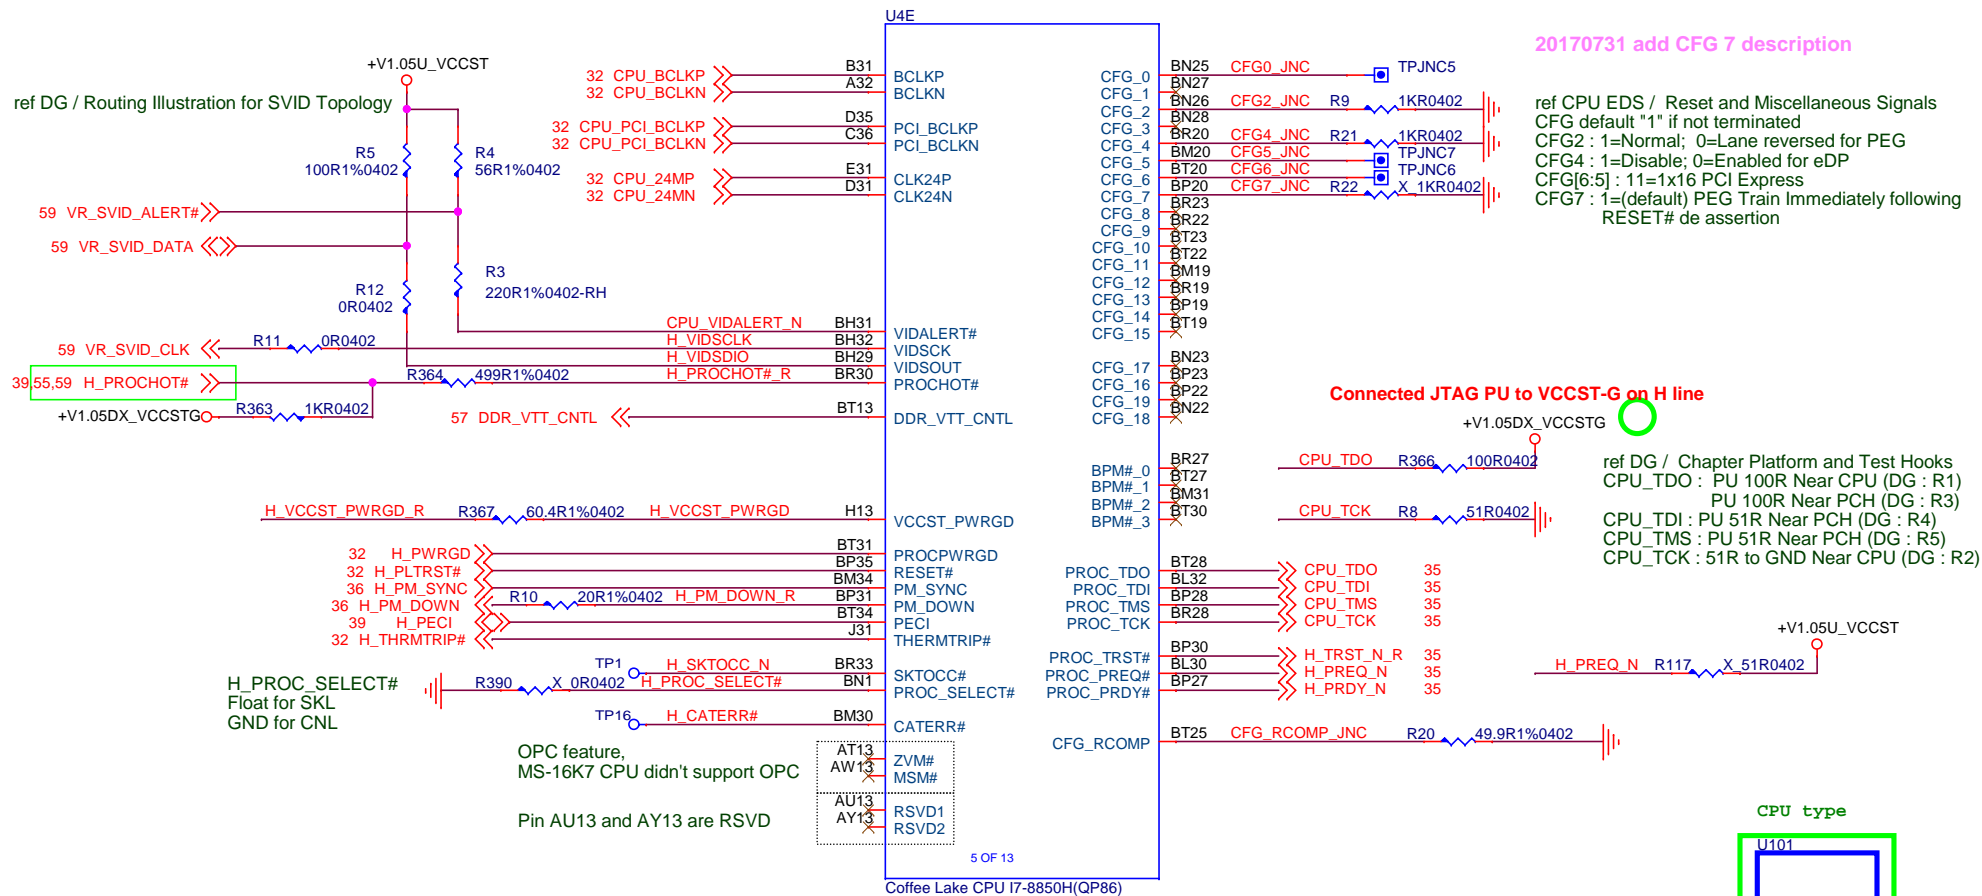 U4E
20170731 add CFG 7 description
+V1.05U_VCCST
ref DG / Routing Illustration for SVID Topology
R5
100R1%0402
R4
56R1%0402
59 VR_SVID_ALERT#
59 VR_SVID_DATA
R12
0R0402
R3
220R1%0402-RH
59 VR_SVID_CLK
R11 0R0402
39,55,59 H_PROCHOT#
R364 499R1%0402
+V1.05DX_VCCSTG
R363 1KR0402
32 CPU_BCLKP B31 BCLKP
32 CPU_BCLKN A32 BCLKN
32 CPU_PCI_BCLKP D35 PCI_BCLKP
32 CPU_PCI_BCLKN C36 PCI_BCLKN
32 CPU_24MP E31 CLK24P
32 CPU_24MN D31 CLK24N
CPU_VIDALERT_N BH31 VIDALERT#
H_VIDSCLK BH32 VIDSCK
H_VIDSDIO BH29 VIDSOUT
H_PROCHOT#_R BR30 PROCHOT#
57 DDR_VTT_CNTL BT13 DDR_VTT_CNTL
H_VCCST_PWRGD_R R367 60.4R1%0402 H_VCCST_PWRGD H13 VCCST_PWRGD
32 H_PWRGD BT31 PROCPWRGD
32 H_PLTRST# BP35 RESET#
36 H_PM_SYNC BM34 PM_SYNC
36 H_PM_DOWN R10 20R1%0402 H_PM_DOWN_R BP31 PM_DOWN
39 H_PECI BT34 PECI
32 H_THRMTRIP# J31 THERMTRIP#
TP1 H_SKTOCC_N BR33 SKTOCC#
R390 X_0R0402 H_PROC_SELECT# BN1 PROC_SELECT#
H_PROC_SELECT#
Float for SKL
GND for CNL
TP16 H_CATERR# BM30 CATERR#
OPC feature,
MS-16K7 CPU didn't support OPC
AT13 ZVM#
AW13 MSM#
Pin AU13 and AY13 are RSVD
AU13 RSVD1
AY13 RSVD2
5 OF 13
Coffee Lake CPU I7-8850H(QP86)
CFG_0 BN25 CFG0_JNC TPJNC5
CFG_1 BN27
CFG_2 BN26 CFG2_JNC R9 1KR0402
CFG_3 BN28
CFG_4 BR20 CFG4_JNC R21 1KR0402
CFG_5 BM20 CFG5_JNC TPJNC7
CFG_6 BT20 CFG6_JNC TPJNC6
CFG_7 BP20 CFG7_JNC R22 X_1KR0402
CFG_8 BR23
CFG_9 BR22
CFG_10 BT23
CFG_11 BT22
CFG_12 BM19
CFG_13 BR19
CFG_14 BP19
CFG_15 BT19
CFG_17 BN23
CFG_16 BP23
CFG_19 BP22
CFG_18 BN22
BPM#_0 BR27
BPM#_1 BT27
BPM#_2 BM31
BPM#_3 BT30
PROC_TDO BT28 CPU_TDO 35
PROC_TDI BL32 CPU_TDI 35
PROC_TMS BP28 CPU_TMS 35
PROC_TCK BR28 CPU_TCK 35
PROC_TRST# BP30 H_TRST_N_R 35
PROC_PREQ# BL30 H_PREQ_N 35
PROC_PRDY# BP27 H_PRDY_N 35
CFG_RCOMP BT25 CFG_RCOMP_JNC R20 49.9R1%0402
ref CPU EDS / Reset and Miscellaneous Signals
CFG default "1" if not terminated
CFG2 : 1=Normal; 0=Lane reversed for PEG
CFG4 : 1=Disable; 0=Enabled for eDP
CFG[6:5] : 11=1x16 PCI Express
CFG7 : 1=(default) PEG Train Immediately following
RESET# de assertion
Connected JTAG PU to VCCST-G on H line
+V1.05DX_VCCSTG
CPU_TDO R366 100R0402
CPU_TCK R8 51R0402
ref DG / Chapter Platform and Test Hooks
CPU_TDO : PU 100R Near CPU (DG : R1)
PU 100R Near PCH (DG : R3)
CPU_TDI : PU 51R Near PCH (DG : R4)
CPU_TMS : PU 51R Near PCH (DG : R5)
CPU_TCK : 51R to GND Near CPU (DG : R2)
+V1.05U_VCCST
H_PREQ_N R117 X_51R0402
CPU type
U101